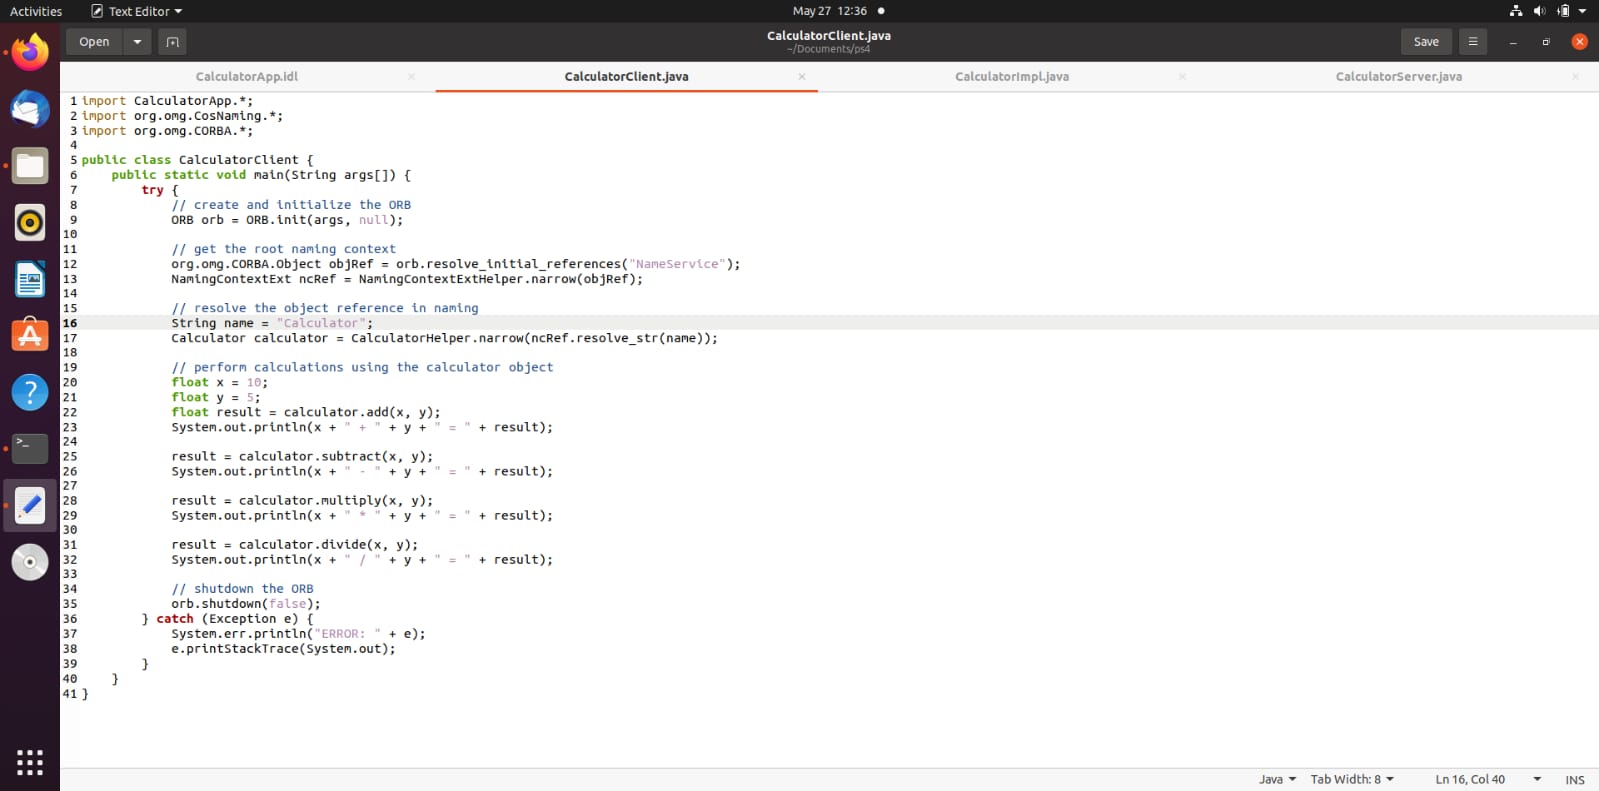 Activities Text Editor May 27 12:36
Open CalculatorClient.java Save
~/Documents/ps4
CalculatorApp.idl CalculatorClient.java CalculatorImpl.java CalculatorServer.java
1 import CalculatorApp.*;
2 import org.omg.CosNaming.*;
3 import org.omg.CORBA.*;
4
5 public class CalculatorClient {
6     public static void main(String args[]) {
7         try {
8             // create and initialize the ORB
9             ORB orb = ORB.init(args, null);
10
11             // get the root naming context
12             org.omg.CORBA.Object objRef = orb.resolve_initial_references("NameService");
13             NamingContextExt ncRef = NamingContextExtHelper.narrow(objRef);
14
15             // resolve the object reference in naming
16             String name = "Calculator";
17             Calculator calculator = CalculatorHelper.narrow(ncRef.resolve_str(name));
18
19             // perform calculations using the calculator object
20             float x = 10;
21             float y = 5;
22             float result = calculator.add(x, y);
23             System.out.println(x + " + " + y + " = " + result);
24
25             result = calculator.subtract(x, y);
26             System.out.println(x + " - " + y + " = " + result);
27
28             result = calculator.multiply(x, y);
29             System.out.println(x + " * " + y + " = " + result);
30
31             result = calculator.divide(x, y);
32             System.out.println(x + " / " + y + " = " + result);
33
34             // shutdown the ORB
35             orb.shutdown(false);
36         } catch (Exception e) {
37             System.err.println("ERROR: " + e);
38             e.printStackTrace(System.out);
39         }
40     }
41 }
Java Tab Width: 8 Ln 16, Col 40 INS